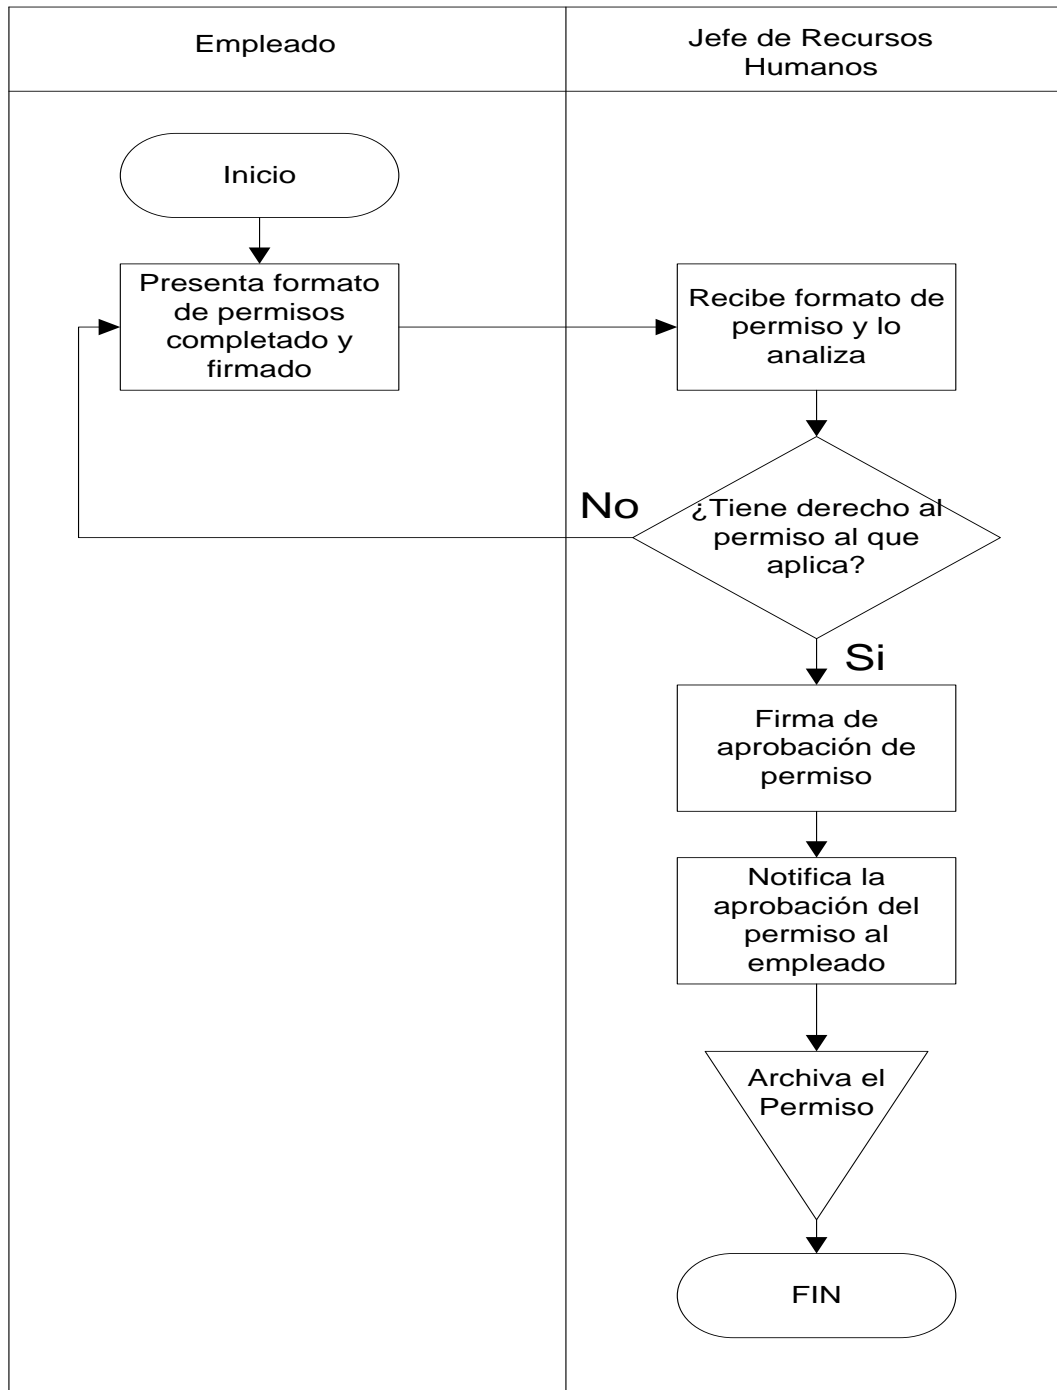 Empleado
Jefe de Recursos
Humanos
Inicio
Presenta formato
de permisos
completado y
firmado
Recibe formato de
permiso y lo
analiza
No
¿Tiene derecho al
permiso al que
aplica?
Si
Firma de
aprobación de
permiso
Notifica la
aprobación del
permiso al
empleado
Archiva el
Permiso
FIN